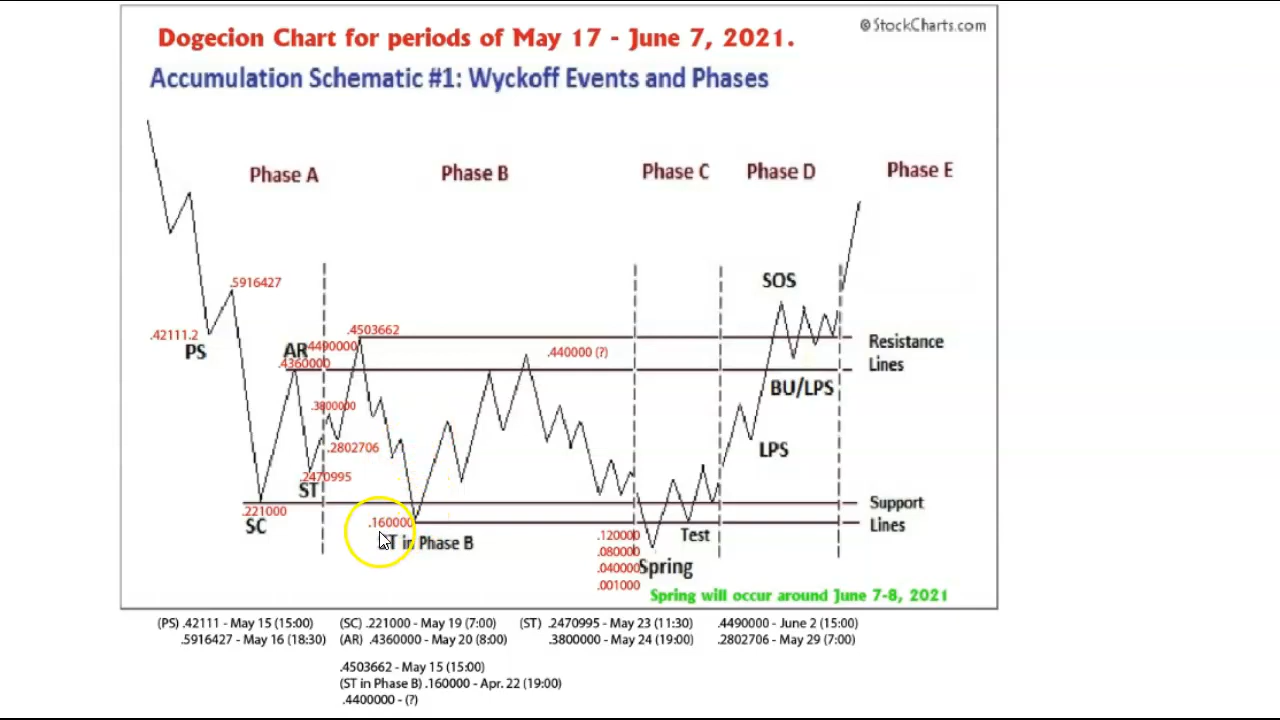 ©StockCharts.com
Dogecion Chart for periods of May 17 - June 7, 2021.
Accumulation Schematic #1: Wyckoff Events and Phases
Phase A Phase B Phase C Phase D Phase E
SOS
.5916427
.4503662
.42111.2
Resistance
PS
AR
.4490000
.440000 (?)
Lines
.4360000
BU/LPS
.3800000
.2802706
LPS
.2470995
ST
Support
.221000
SC
.160000
Lines
ST in Phase B
.120000
Test
.080000
.040000
Spring
.001000
Spring will occur around June 7-8, 2021
(PS) .42111 - May 15 (15:00) (SC) .221000 - May 19 (7:00) (ST) .2470995 - May 23 (11:30) .4490000 - June 2 (15:00)
.5916427 - May 16 (18:30) (AR) .4360000 - May 20 (8:00) .3800000 - May 24 (19:00) .2802706 - May 29 (7:00)
.4503662 - May 15 (15:00)
(ST in Phase B) .160000 - Apr. 22 (19:00)
.4400000 - (?)